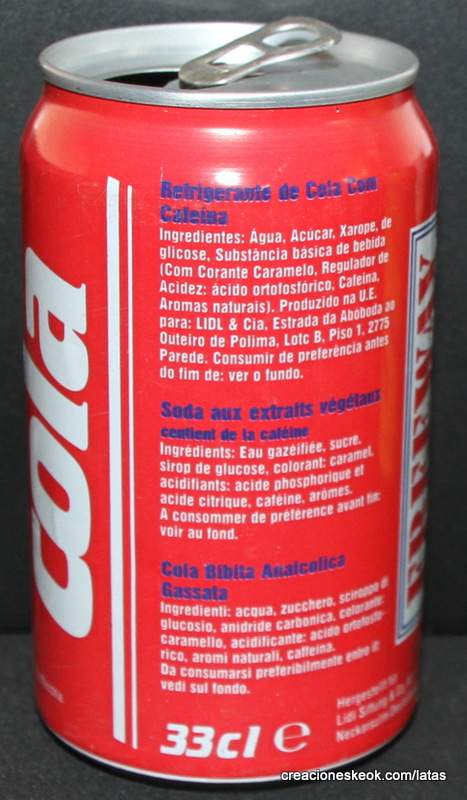 cola
Refrigerante de Cola Com
Cafeína
Ingredientes: Água, Acúcar, Xarope, de
glicose, Substância básica de bebida
(Com Corante Caramelo, Regulador de
Acidez: ácido ortofosfórico, Cafeína,
Aromas naturais). Produzido na U.E.
para: LIDL & Cia, Estrada da Abóboda ao
Outeiro de Polima, Lote B, Piso 1, 2775
Parede. Consumir de preferência antes
do fim de: ver o fundo.
Soda aux extraits végétaux
contient de la caféine
Ingrédients: Eau gazéifiée, sucre,
sirop de glucose, colorant: caramel,
acidifiants: acide phosphorique et
acide citrique, caféine, arômes.
A consommer de préférence avant fin:
voir au fond.
Cola Bibita Analcolica
Gassata
Ingredienti: acqua, zucchero, sciroppo di
glucosio, anidride carbonica, colorante:
caramello, acidificante: acido ortofosfo-
rico, aromi naturali, caffeina.
Da consumarsi preferibilmente entro il:
vedi sul fondo.
33cl e
FREEWAY
Hergestellt für
Lidl Stiftung & Co.
Neckarsulm
creacioneskeok.com/latas